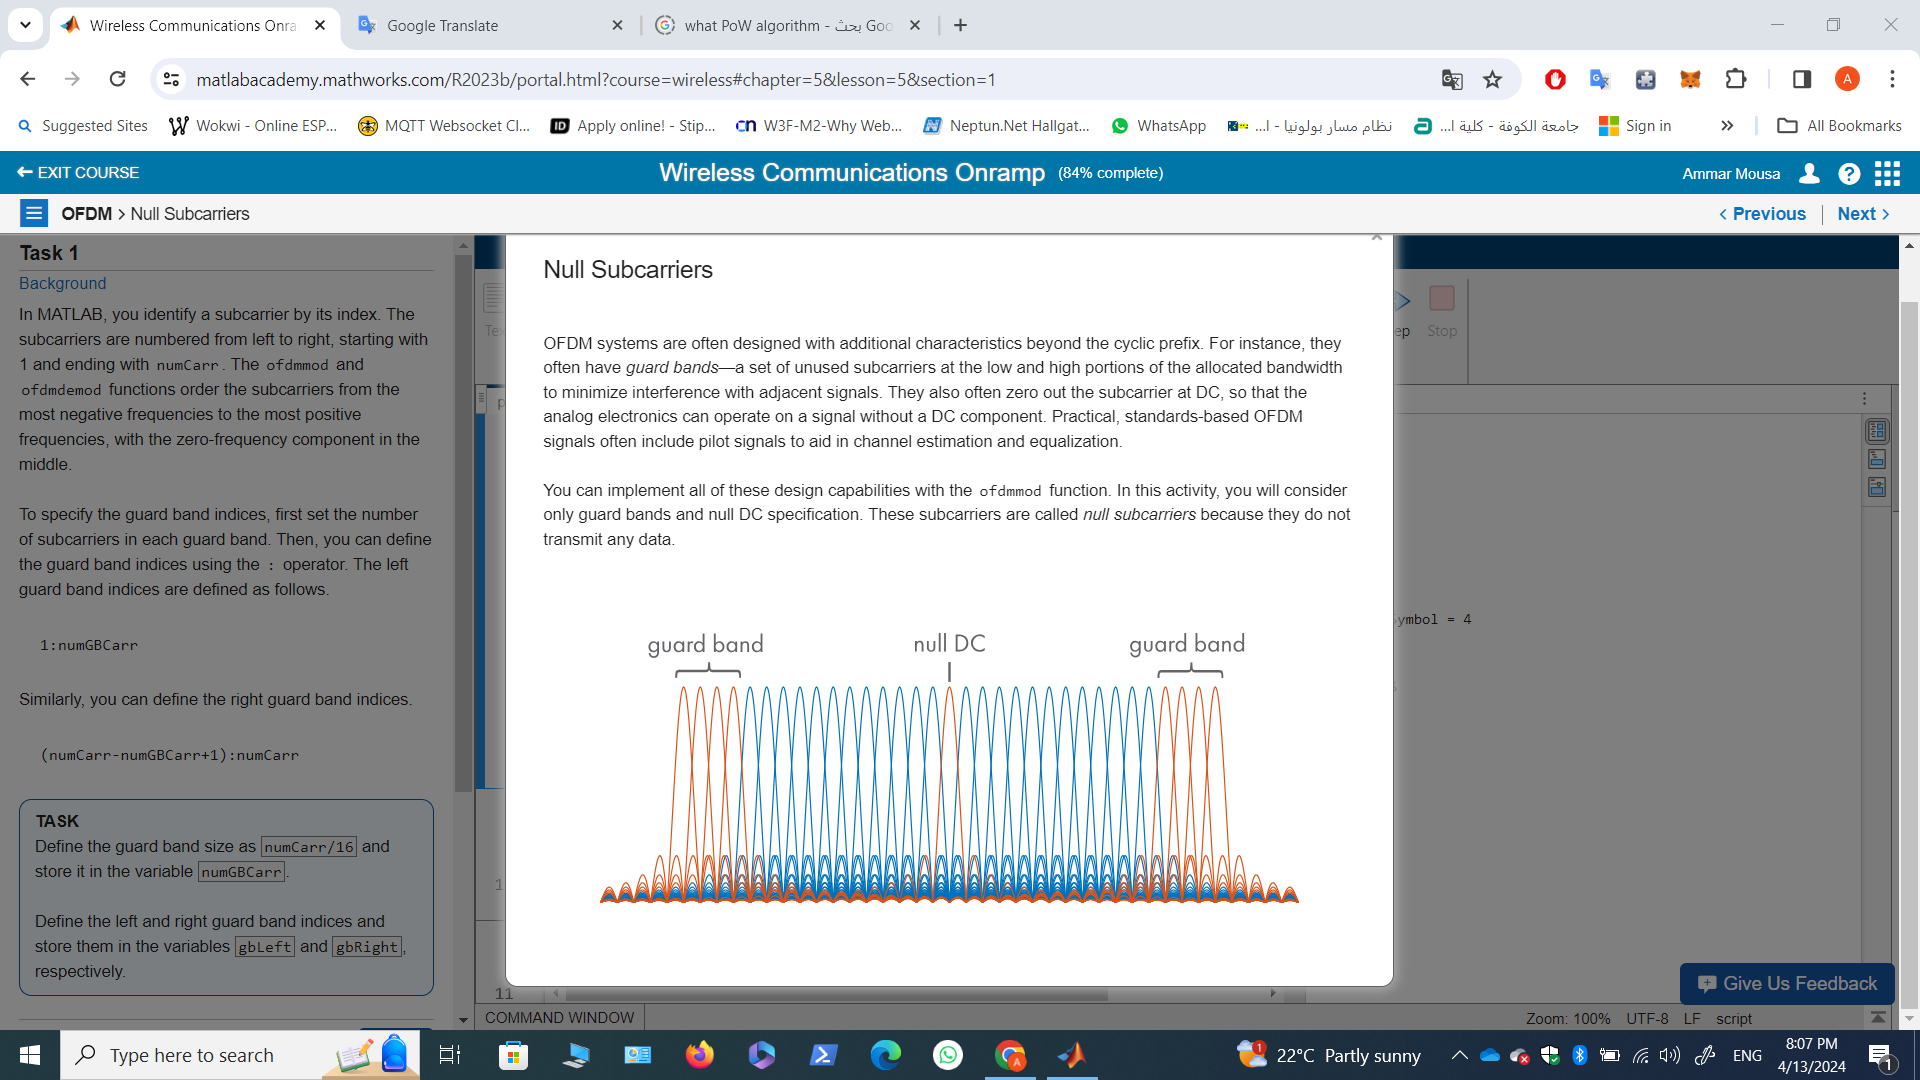 Wireless Communications Onra
Google Translate
what PoW algorithm - بحث Goo
matlabacademy.mathworks.com/R2023b/portal.html?course=wireless#chapter=5&lesson=5&section=1
A
Suggested Sites
Wokwi - Online ESP...
MQTT Websocket Cl...
Apply online! - Stip...
W3F-M2-Why Web...
Neptun.Net Hallgat...
WhatsApp
نظام مسار بولونيا - ا...
جامعة الكوفة - كلية ا...
Sign in
All Bookmarks
EXIT COURSE
Wireless Communications Onramp (84% complete)
Ammar Mousa
OFDM > Null Subcarriers
Previous
Next
Task 1
Background
In MATLAB, you identify a subcarrier by its index. The
subcarriers are numbered from left to right, starting with
1 and ending with numCarr. The ofdmmod and
ofdmdemod functions order the subcarriers from the
most negative frequencies to the most positive
frequencies, with the zero-frequency component in the
middle.
To specify the guard band indices, first set the number
of subcarriers in each guard band. Then, you can define
the guard band indices using the : operator. The left
guard band indices are defined as follows.
1:numGBCarr
Similarly, you can define the right guard band indices.
(numCarr-numGBCarr+1):numCarr
TASK
Define the guard band size as numCarr/16 and
store it in the variable numGBCarr.
Define the left and right guard band indices and
store them in the variables gbLeft and gbRight,
respectively.
Null Subcarriers
OFDM systems are often designed with additional characteristics beyond the cyclic prefix. For instance, they
often have guard bands—a set of unused subcarriers at the low and high portions of the allocated bandwidth
to minimize interference with adjacent signals. They also often zero out the subcarrier at DC, so that the
analog electronics can operate on a signal without a DC component. Practical, standards-based OFDM
signals often include pilot signals to aid in channel estimation and equalization.
You can implement all of these design capabilities with the ofdmmod function. In this activity, you will consider
only guard bands and null DC specification. These subcarriers are called null subcarriers because they do not
transmit any data.
guard band
null DC
guard band
Te
ep
Stop
ymbol = 4
1
11
COMMAND WINDOW
Give Us Feedback
Zoom: 100% UTF-8 LF script
Type here to search
22°C Partly sunny
ENG
8:07 PM
4/13/2024
1